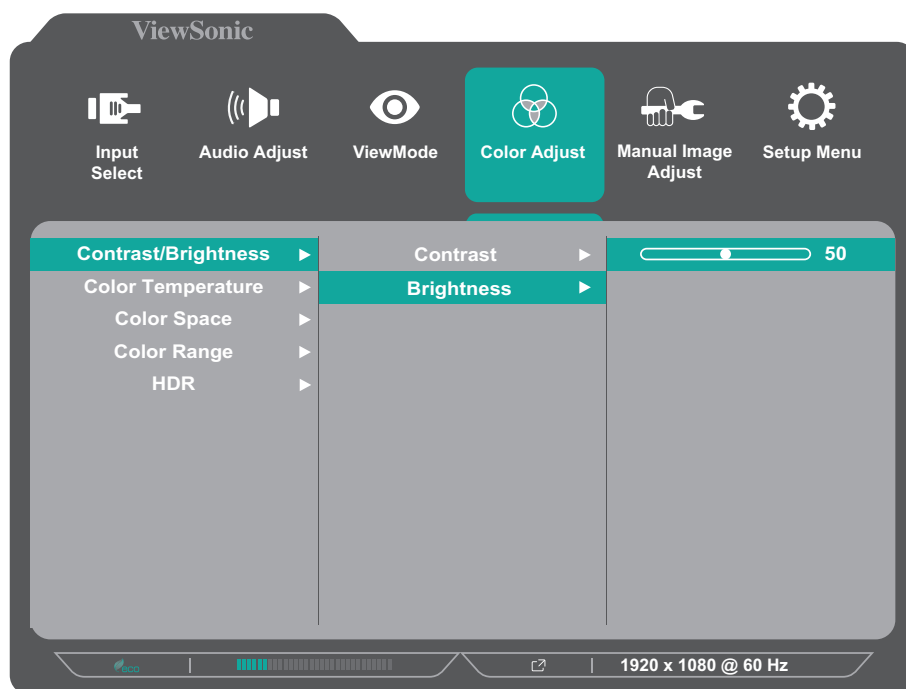 ViewSonic
Input
Select
Audio Adjust
ViewMode
Color Adjust
Manual Image
Adjust
Setup Menu
Contrast/Brightness
Color Temperature
Color Space
Color Range
HDR
Contrast
Brightness
50
eco
1920 x 1080 @ 60 Hz